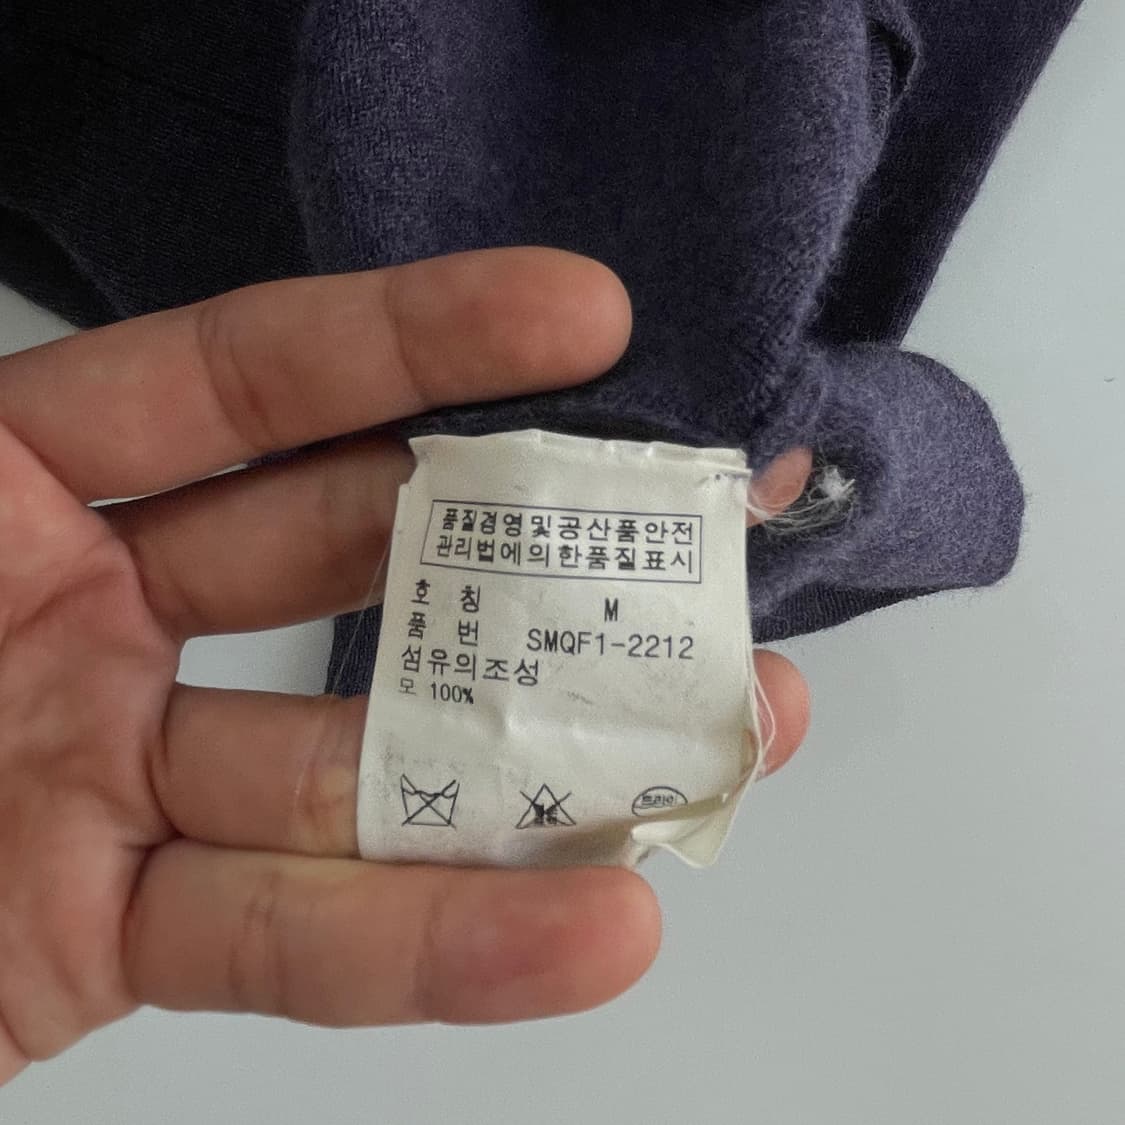 품질경영및공산품안전
관리법에의한품질표시
호 칭 M
품 번 SMQF1-2212
섬유의조성
모 100%
드라이